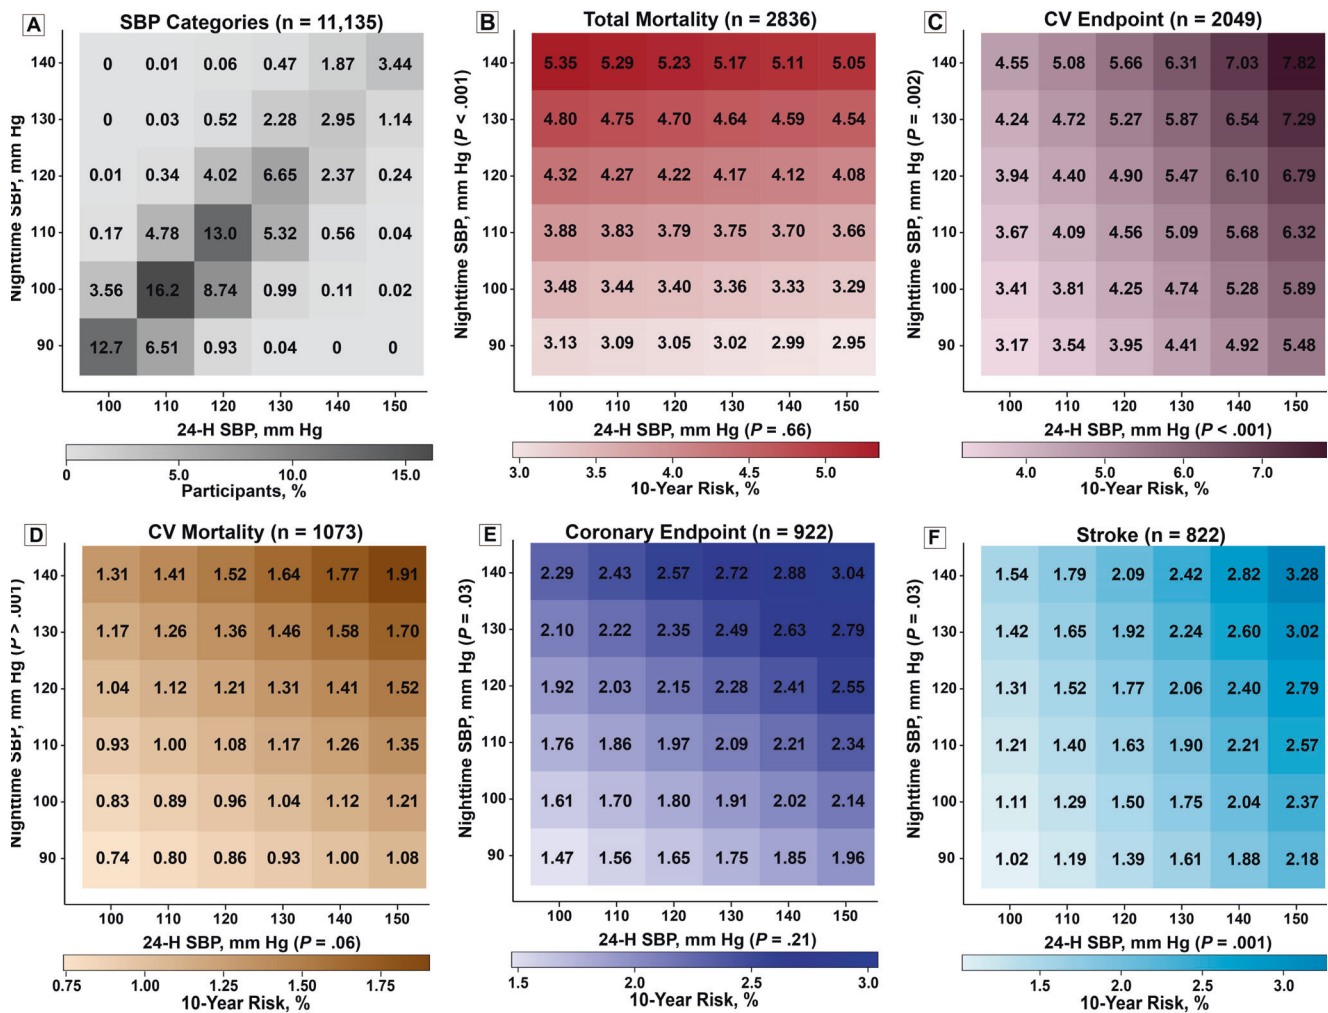 A SBP Categories (n = 11,135)
Nighttime SBP, mm Hg
140 0 0.01 0.06 0.47 1.87 3.44
130 0 0.03 0.52 2.28 2.95 1.14
120 0.01 0.34 4.02 6.65 2.37 0.24
110 0.17 4.78 13.0 5.32 0.56 0.04
100 3.56 16.2 8.74 0.99 0.11 0.02
90 12.7 6.51 0.93 0.04 0 0
100 110 120 130 140 150
24-H SBP, mm Hg
0 5.0 10.0 15.0
Participants, %
B Total Mortality (n = 2836)
Nighttime SBP, mm Hg (P < .001)
140 5.35 5.29 5.23 5.17 5.11 5.05
130 4.80 4.75 4.70 4.64 4.59 4.54
120 4.32 4.27 4.22 4.17 4.12 4.08
110 3.88 3.83 3.79 3.75 3.70 3.66
100 3.48 3.44 3.40 3.36 3.33 3.29
90 3.13 3.09 3.05 3.02 2.99 2.95
100 110 120 130 140 150
24-H SBP, mm Hg (P = .66)
3.0 3.5 4.0 4.5 5.0
10-Year Risk, %
C CV Endpoint (n = 2049)
Nighttime SBP, mm Hg (P = .002)
140 4.55 5.08 5.66 6.31 7.03 7.82
130 4.24 4.72 5.27 5.87 6.54 7.29
120 3.94 4.40 4.90 5.47 6.10 6.79
110 3.67 4.09 4.56 5.09 5.68 6.32
100 3.41 3.81 4.25 4.74 5.28 5.89
90 3.17 3.54 3.95 4.41 4.92 5.48
100 110 120 130 140 150
24-H SBP, mm Hg (P < .001)
4.0 5.0 6.0 7.0
10-Year Risk, %
D CV Mortality (n = 1073)
Nighttime SBP, mm Hg (P > .001)
140 1.31 1.41 1.52 1.64 1.77 1.91
130 1.17 1.26 1.36 1.46 1.58 1.70
120 1.04 1.12 1.21 1.31 1.41 1.52
110 0.93 1.00 1.08 1.17 1.26 1.35
100 0.83 0.89 0.96 1.04 1.12 1.21
90 0.74 0.80 0.86 0.93 1.00 1.08
100 110 120 130 140 150
24-H SBP, mm Hg (P = .06)
0.75 1.00 1.25 1.50 1.75
10-Year Risk, %
E Coronary Endpoint (n = 922)
Nighttime SBP, mm Hg (P = .03)
140 2.29 2.43 2.57 2.72 2.88 3.04
130 2.10 2.22 2.35 2.49 2.63 2.79
120 1.92 2.03 2.15 2.28 2.41 2.55
110 1.76 1.86 1.97 2.09 2.21 2.34
100 1.61 1.70 1.80 1.91 2.02 2.14
90 1.47 1.56 1.65 1.75 1.85 1.96
100 110 120 130 140 150
24-H SBP, mm Hg (P = .21)
1.5 2.0 2.5 3.0
10-Year Risk, %
F Stroke (n = 822)
Nighttime SBP, mm Hg (P = .03)
140 1.54 1.79 2.09 2.42 2.82 3.28
130 1.42 1.65 1.92 2.24 2.60 3.02
120 1.31 1.52 1.77 2.06 2.40 2.79
110 1.21 1.40 1.63 1.90 2.21 2.57
100 1.11 1.29 1.50 1.75 2.04 2.37
90 1.02 1.19 1.39 1.61 1.88 2.18
100 110 120 130 140 150
24-H SBP, mm Hg (P = .001)
1.5 2.0 2.5 3.0
10-Year Risk, %